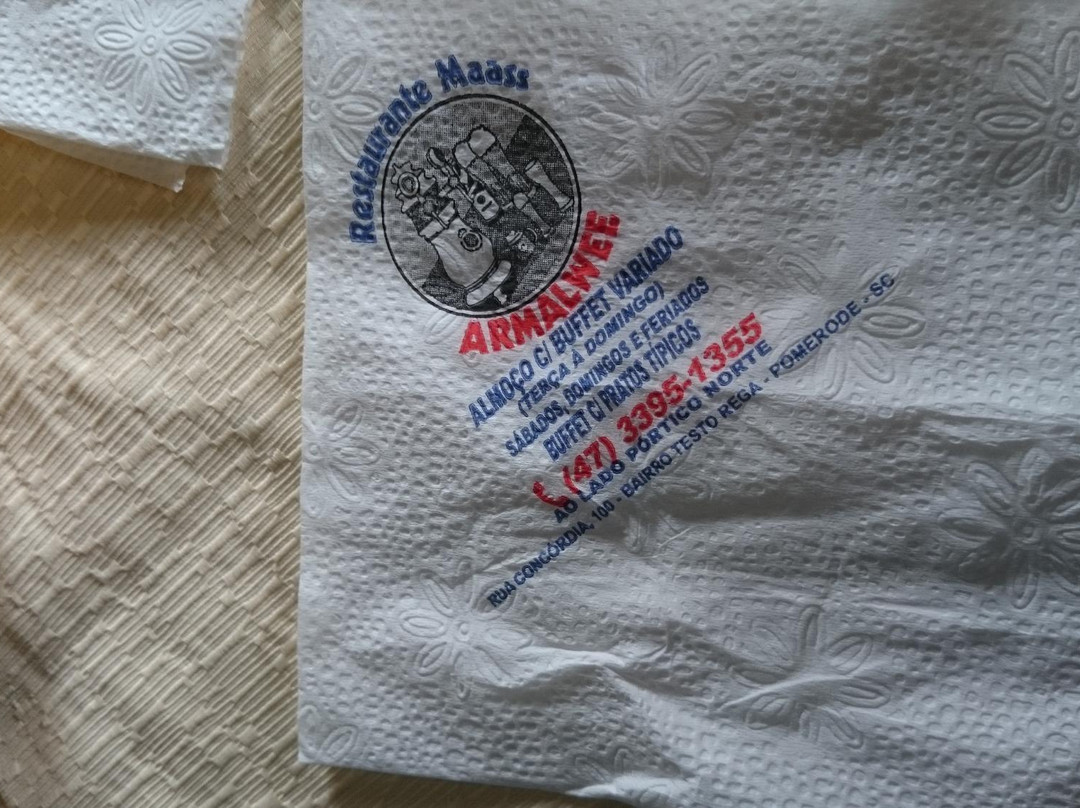 Restaurante Maass
ARMALWEE
ALMOÇO C/ BUFFET VARIADO
(TERÇA À DOMINGO)
SÁBADOS, DOMINGOS E FERIADOS
BUFFET C/ PRATOS TÍPICOS
(47) 3395-1355
AO LADO PÓRTICO NORTE
RUA CONCÓRDIA, 100 - BAIRRO TESTO REGA - POMERODE - SC